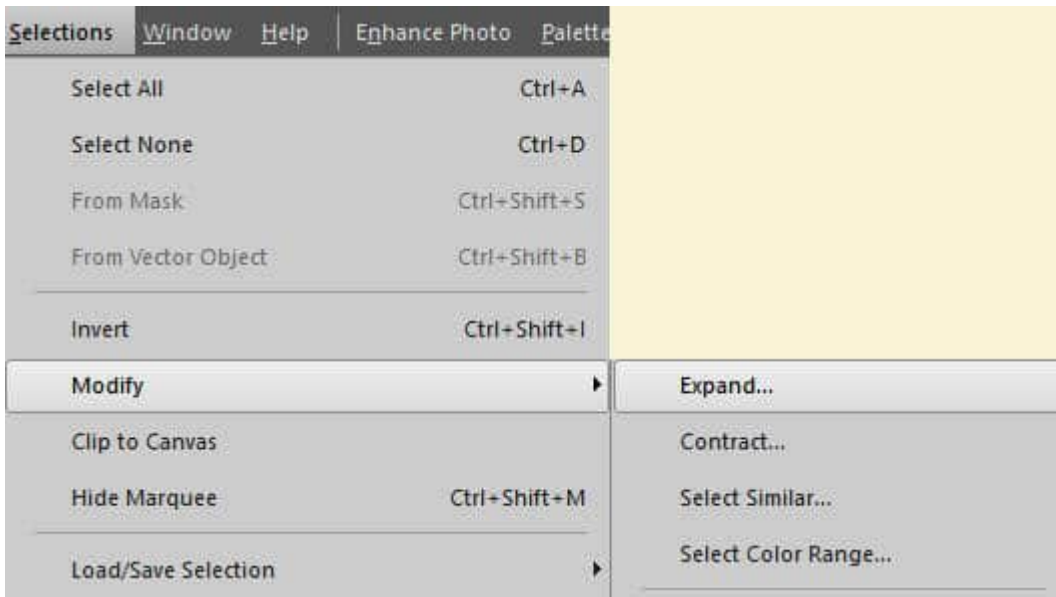 Selections Window Help Enhance Photo Palette
Select All Ctrl+A
Select None Ctrl+D
From Mask Ctrl+Shift+S
From Vector Object Ctrl+Shift+B
Invert Ctrl+Shift+I
Modify
Clip to Canvas
Hide Marquee Ctrl+Shift+M
Load/Save Selection
Expand...
Contract...
Select Similar...
Select Color Range...